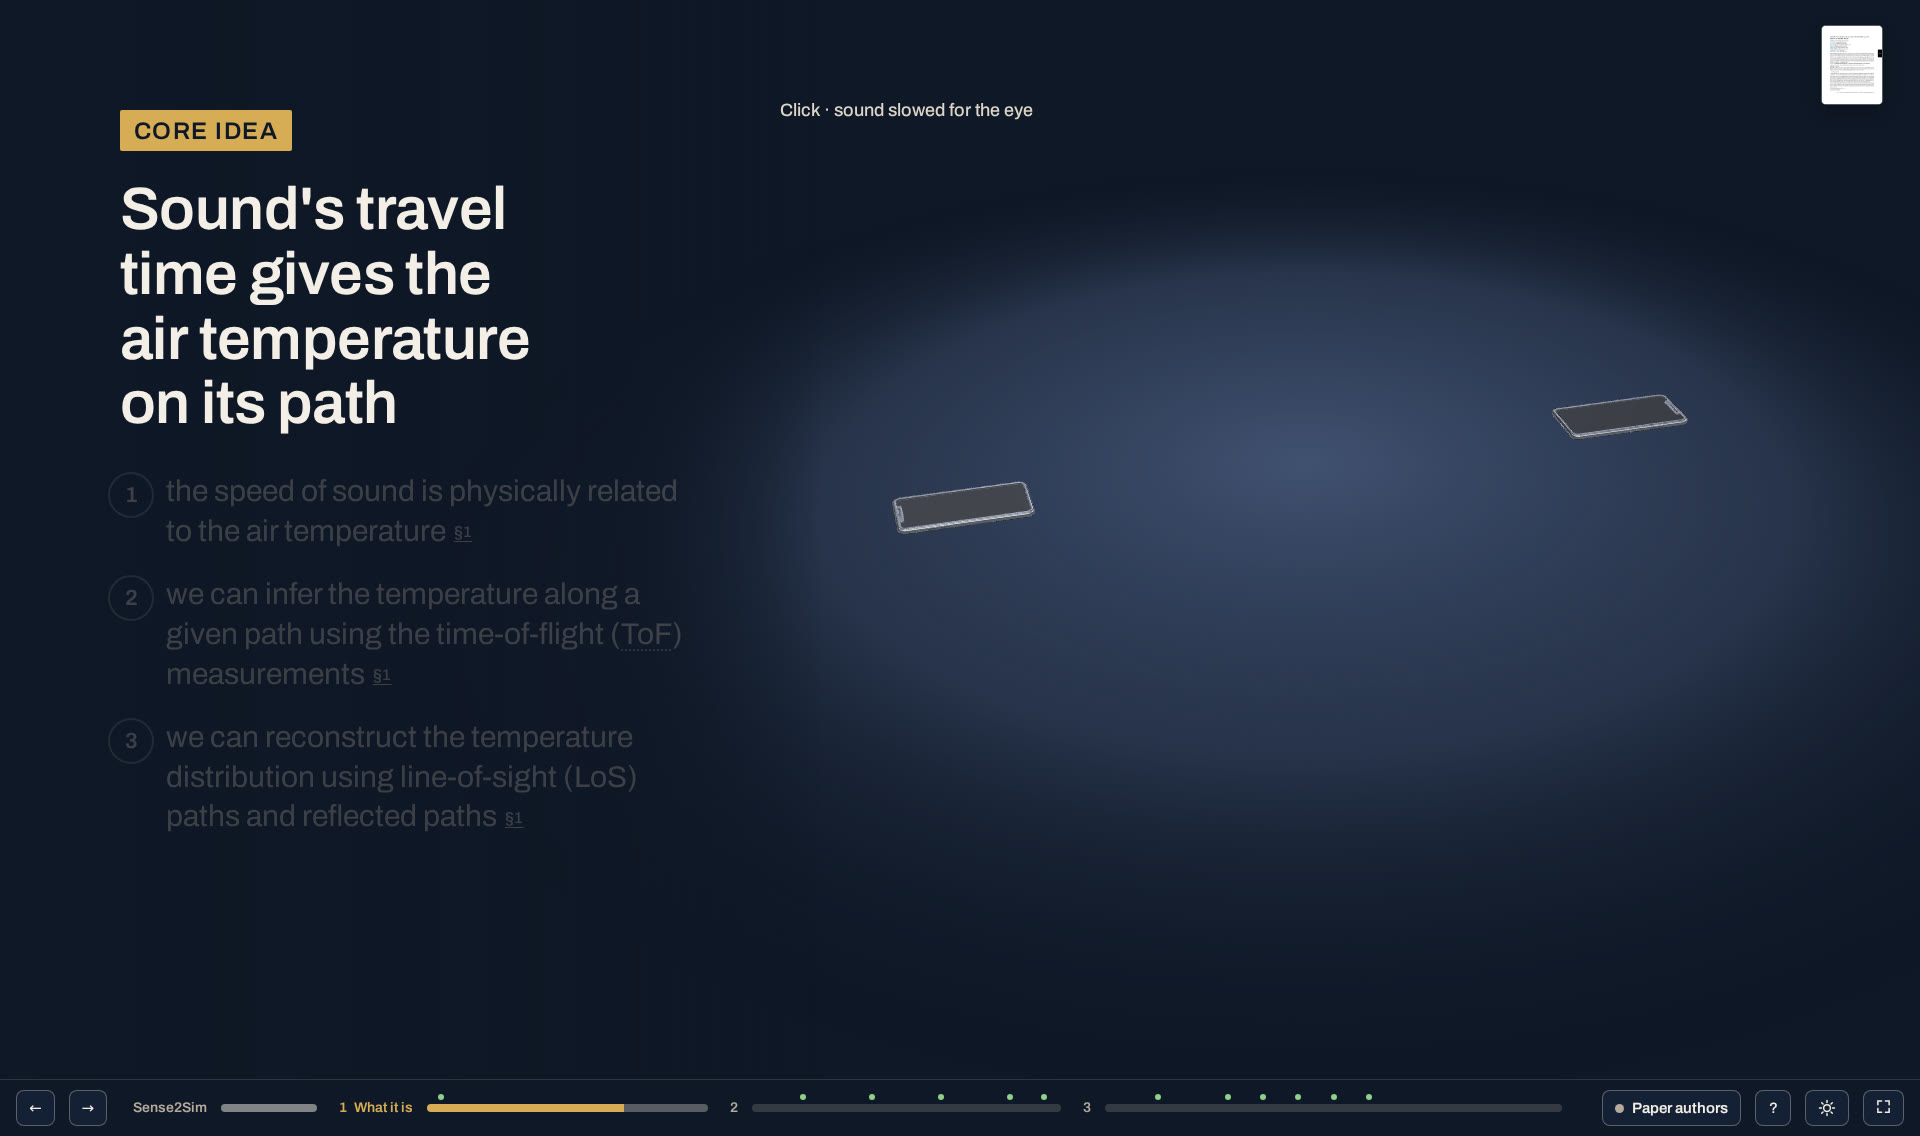 Click · sound slowed for the eye
CORE IDEA
Sound's travel
time gives the
air temperature
on its path
1 the speed of sound is physically related
to the air temperature §1
2 we can infer the temperature along a
given path using the time-of-flight (ToF)
measurements §1
3 we can reconstruct the temperature
distribution using line-of-sight (LoS)
paths and reflected paths §1
← → Sense2Sim 1 What it is 2 3 Paper authors ?